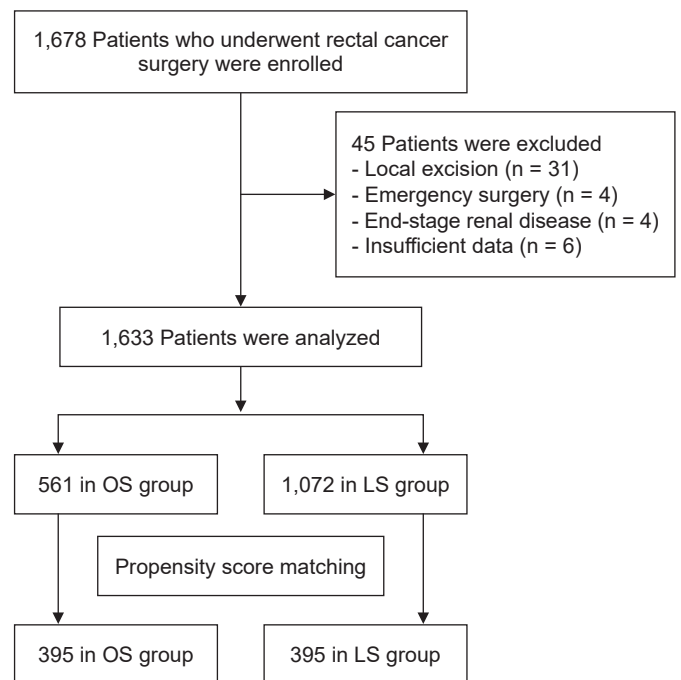 1,678 Patients who underwent rectal cancer
surgery were enrolled
45 Patients were excluded
- Local excision (n = 31)
- Emergency surgery (n = 4)
- End-stage renal disease (n = 4)
- Insufficient data (n = 6)
1,633 Patients were analyzed
561 in OS group
1,072 in LS group
Propensity score matching
395 in OS group
395 in LS group